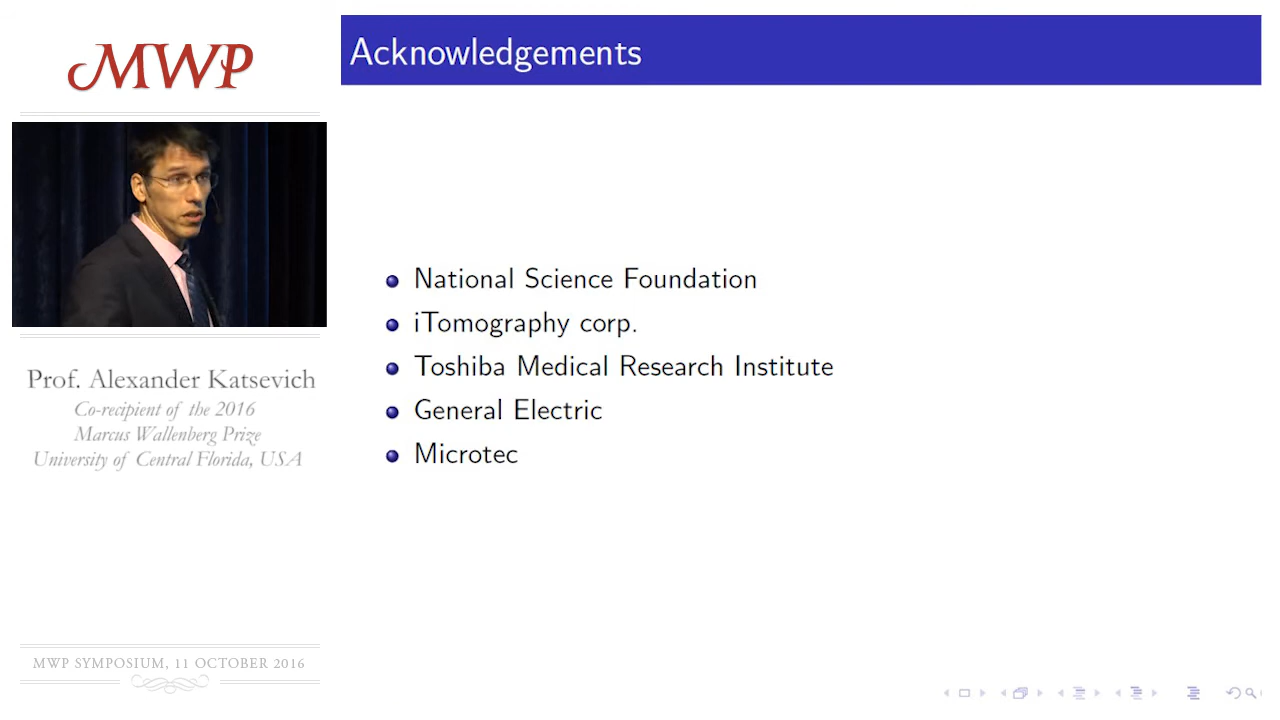 MWP
Prof. Alexander Katsevich
Co-recipient of the 2016
Marcus Wallenberg Prize
University of Central Florida, USA
MWP SYMPOSIUM, 11 OCTOBER 2016
Acknowledgements
National Science Foundation
iTomography corp.
Toshiba Medical Research Institute
General Electric
Microtec